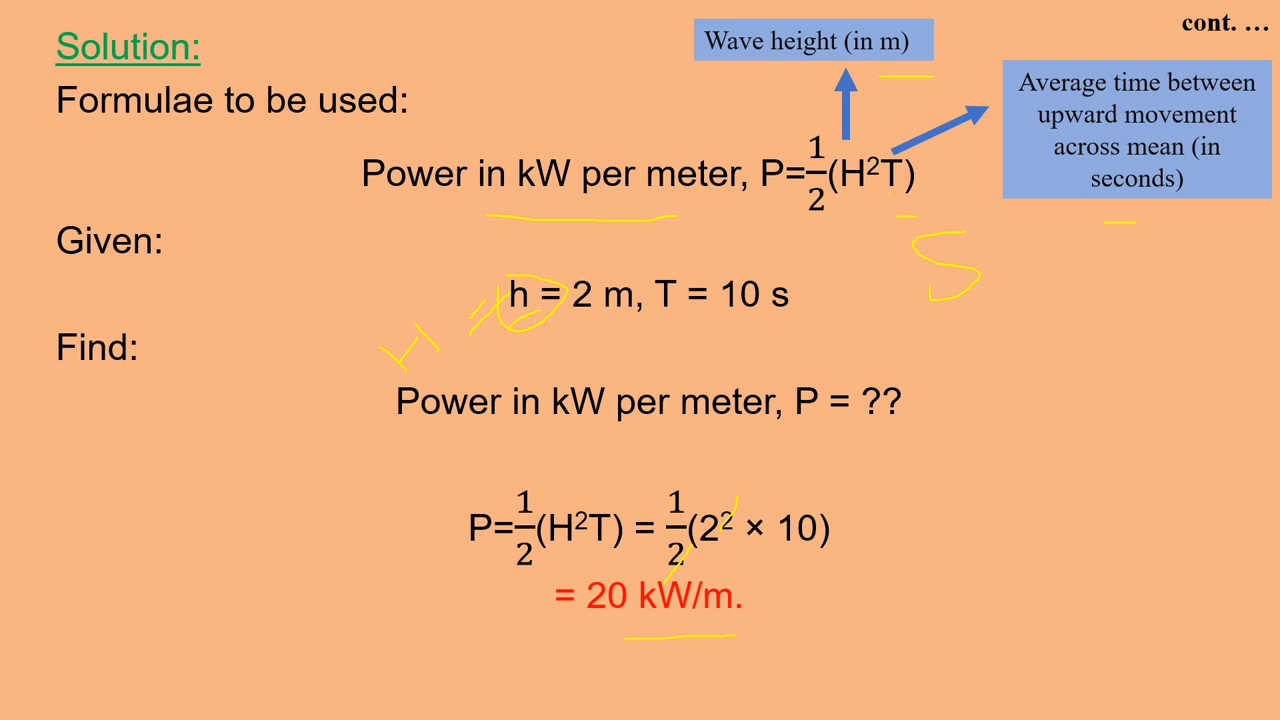 cont. …
Solution:
Wave height (in m)
Formulae to be used:
Average time between
upward movement
across mean (in
seconds)
Power in kW per meter, P=½(H²T)
S
Given:
h = 2 m, T = 10 s
H =
Find:
Power in kW per meter, P = ??
P=½(H²T) = ½(2² × 10)
= 20 kW/m.